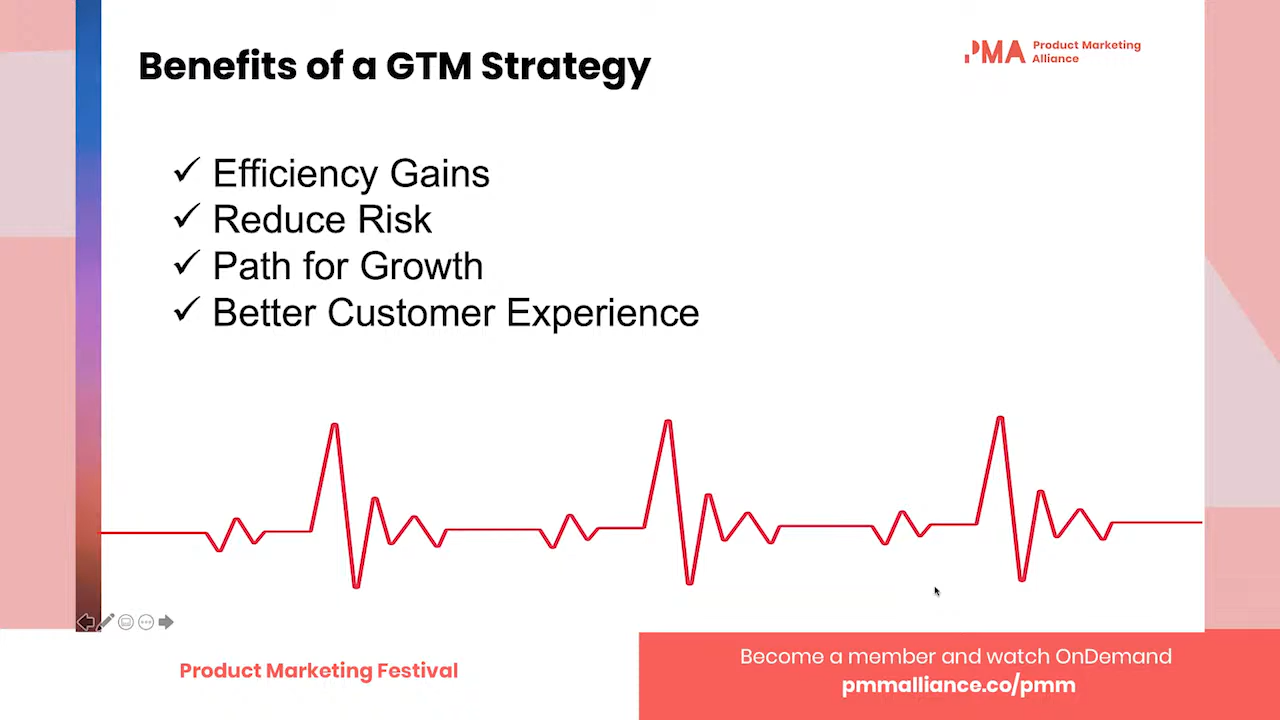 Benefits of a GTM Strategy
PMA Product Marketing
Alliance
✓ Efficiency Gains
✓ Reduce Risk
✓ Path for Growth
✓ Better Customer Experience
Product Marketing Festival
Become a member and watch OnDemand
pmmalliance.co/pmm